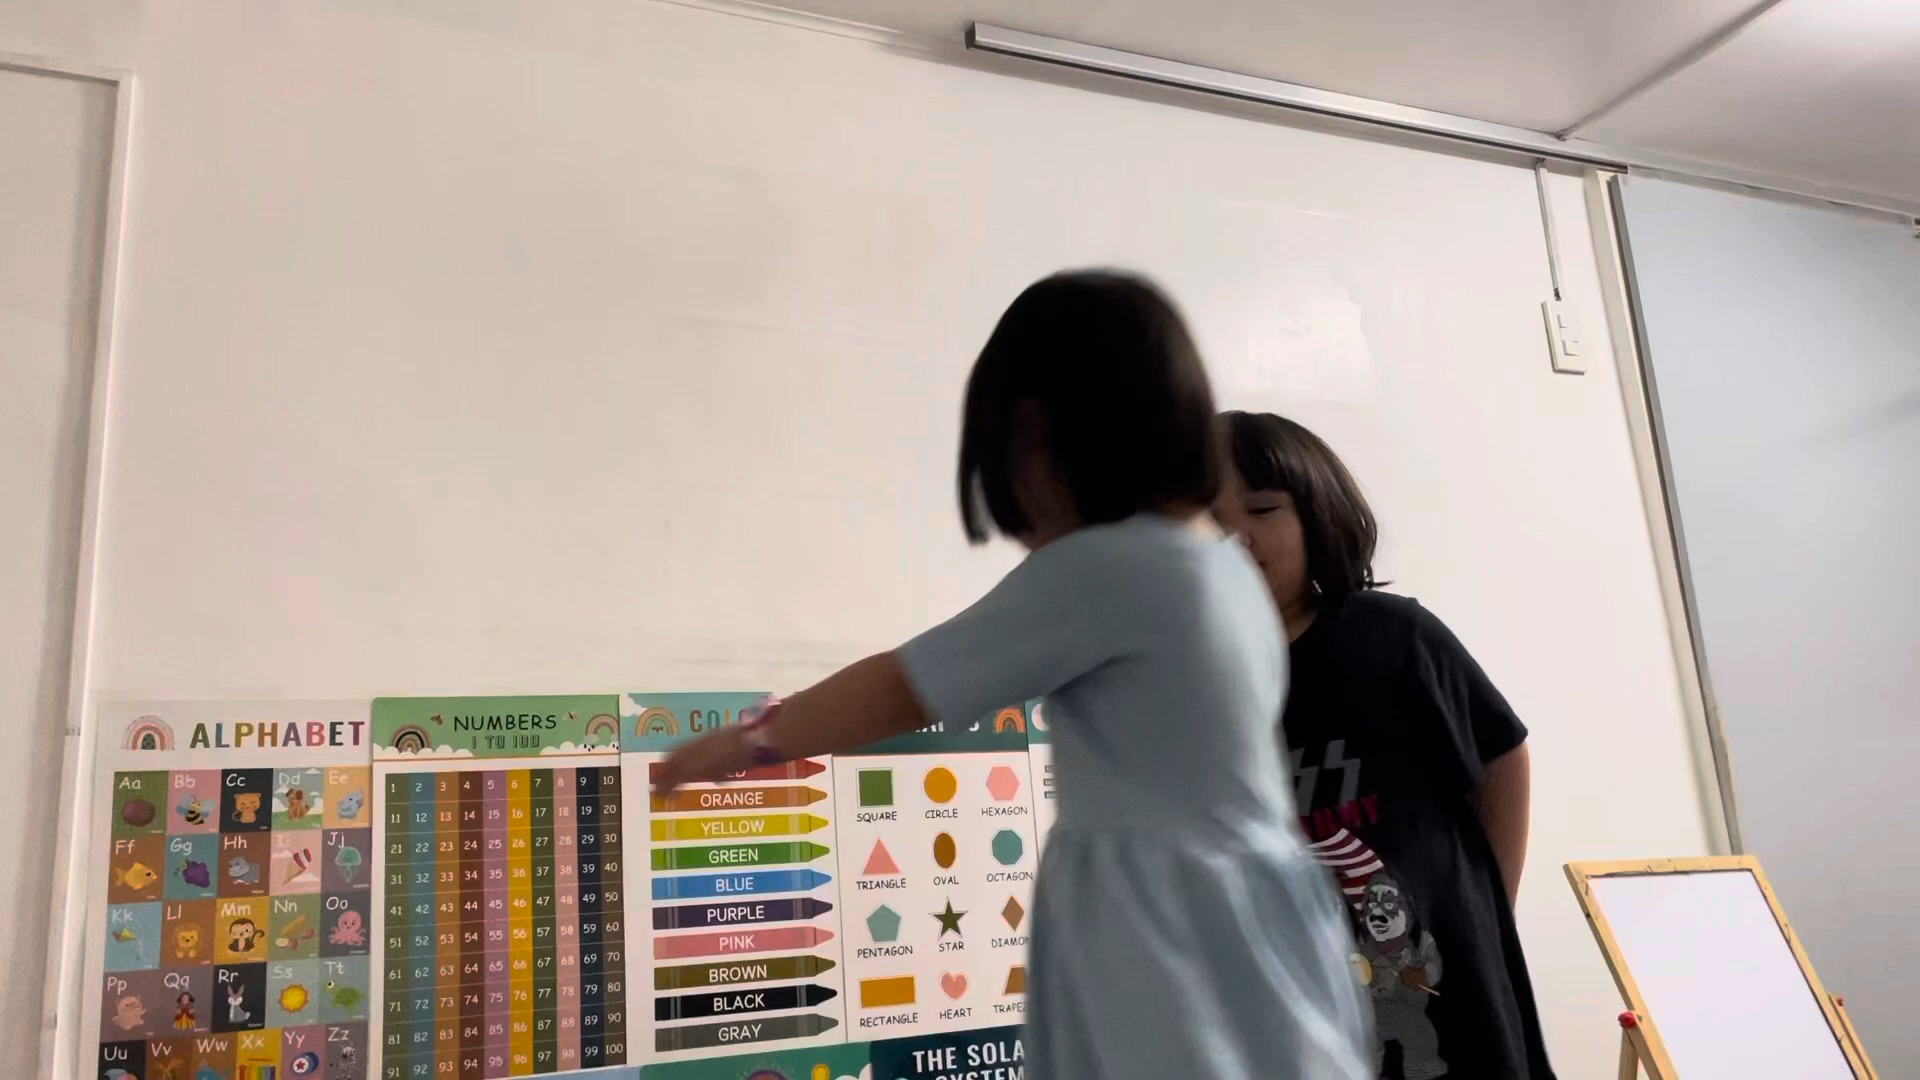 ALPHABET
Aa Bb Cc Dd Ee
Ff Gg Hh Ii Jj
Kk Ll Mm Nn Oo
Pp Qq Rr Ss Tt
Uu Vv Ww Xx Yy Zz
NUMBERS
1 TO 100
1 2 3 4 5 6 7 8 9 10
11 12 13 14 15 16 17 18 19 20
21 22 23 24 25 26 27 28 29 30
31 32 33 34 35 36 37 38 39 40
41 42 43 44 45 46 47 48 49 50
51 52 53 54 55 56 57 58 59 60
61 62 63 64 65 66 67 68 69 70
71 72 73 74 75 76 77 78 79 80
81 82 83 84 85 86 87 88 89 90
91 92 93 94 95 96 97 98 99 100
ORANGE
YELLOW
GREEN
BLUE
PURPLE
PINK
BROWN
BLACK
GRAY
SQUARE CIRCLE HEXAGON
TRIANGLE OVAL OCTAGON
PENTAGON STAR DIAMON
RECTANGLE HEART TRAPEZ
THE SOLA
SYSTEM